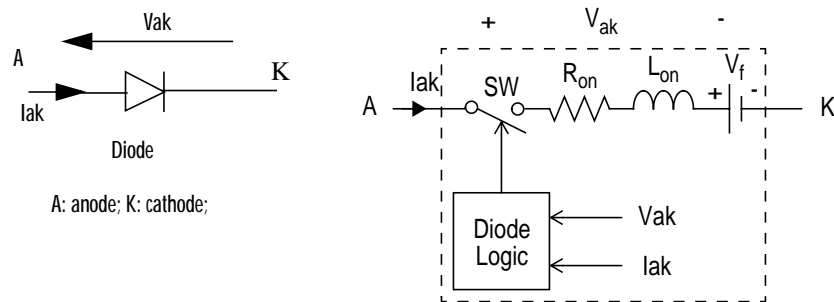 Vak
A
K
Iak
Diode
A: anode; K: cathode;
+ Vak -
Iak SW Ron Lon Vf
+ -
A K
Diode
Logic
Vak
Iak